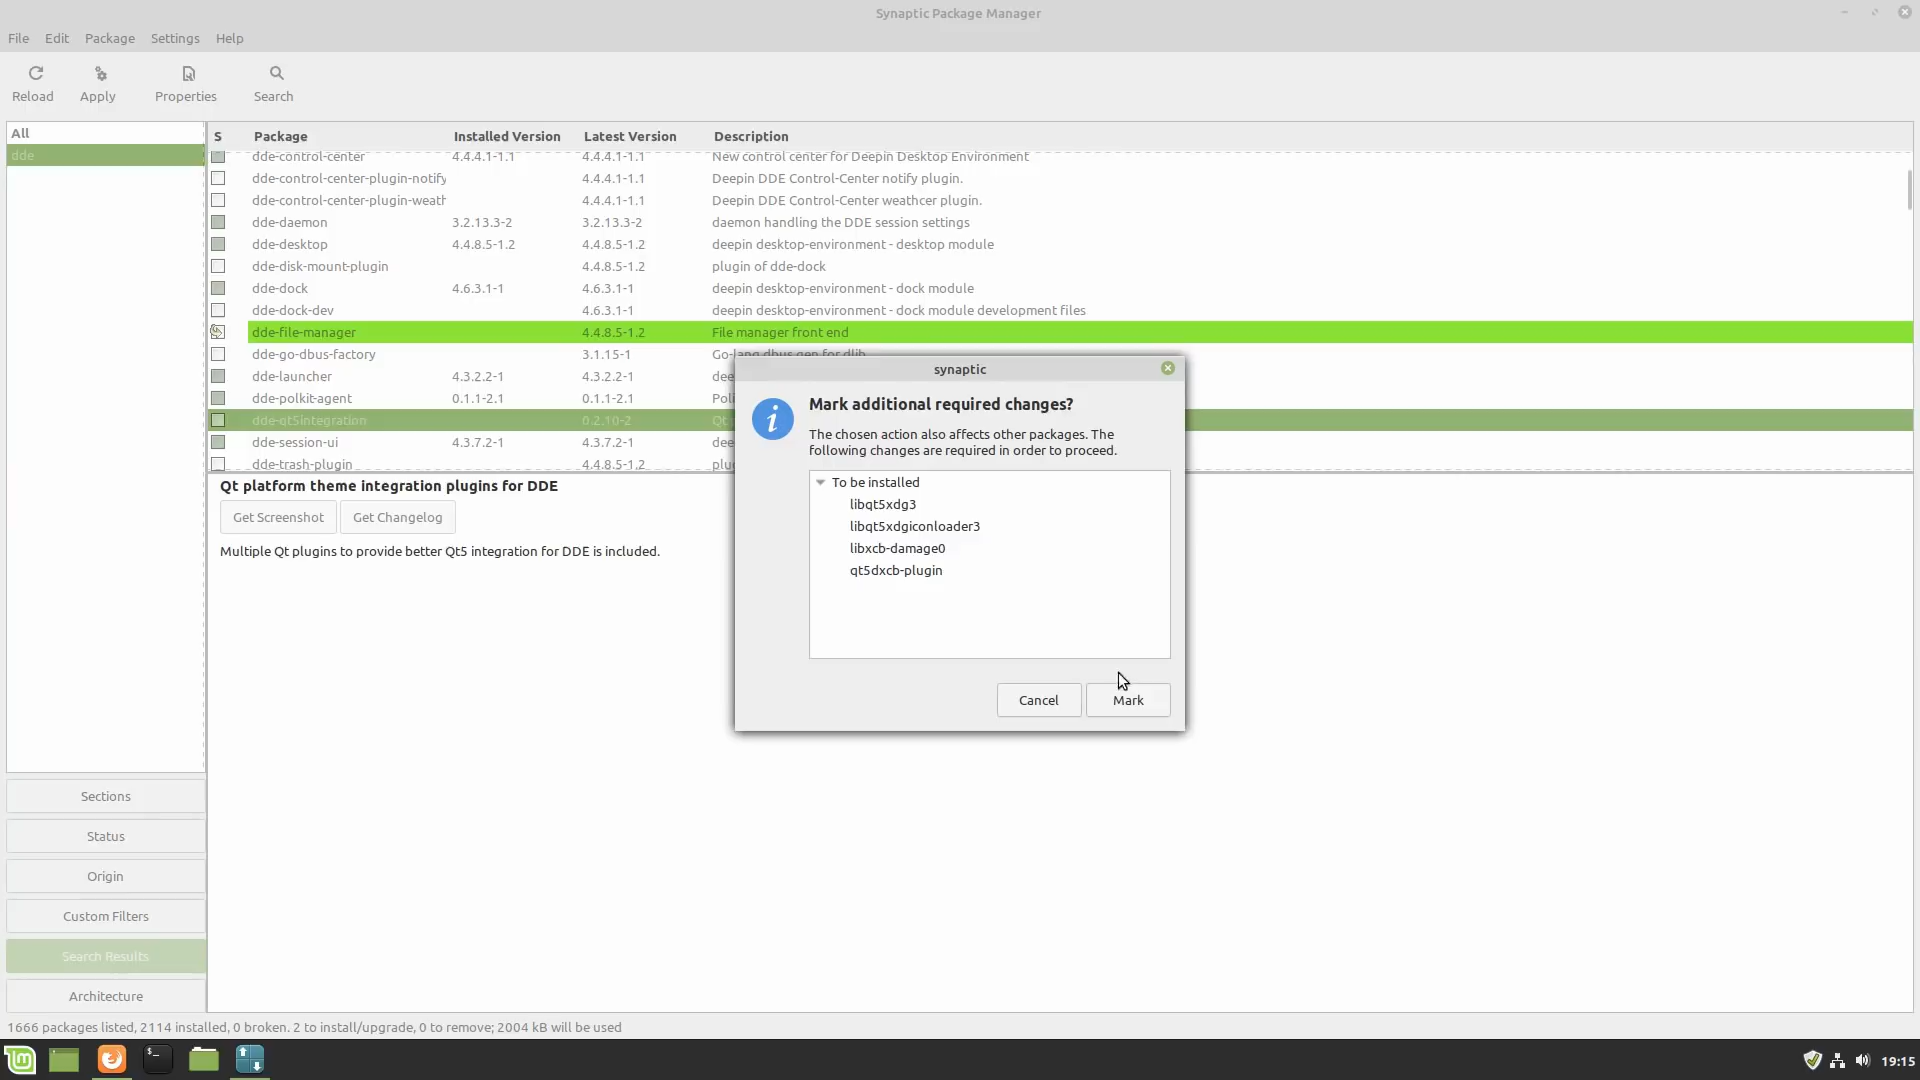 Synaptic Package Manager
File Edit Package Settings Help
Reload Apply Properties Search
All
dde
S Package Installed Version Latest Version Description
dde-control-center 4.4.4.1-1.1 4.4.4.1-1.1 New control center for Deepin Desktop Environment
dde-control-center-plugin-notify 4.4.4.1-1.1 Deepin DDE Control-Center notify plugin.
dde-control-center-plugin-weath 4.4.4.1-1.1 Deepin DDE Control-Center weathcer plugin.
dde-daemon 3.2.13.3-2 3.2.13.3-2 daemon handling the DDE session settings
dde-desktop 4.4.8.5-1.2 4.4.8.5-1.2 deepin desktop-environment - desktop module
dde-disk-mount-plugin 4.4.8.5-1.2 plugin of dde-dock
dde-dock 4.6.3.1-1 4.6.3.1-1 deepin desktop-environment - dock module
dde-dock-dev 4.6.3.1-1 deepin desktop-environment - dock module development files
dde-file-manager 4.4.8.5-1.2 File manager front end
dde-go-dbus-factory 3.1.15-1 Go-lang dbus gen for dlib
dde-launcher 4.3.2.2-1 4.3.2.2-1 dee
dde-polkit-agent 0.1.1-2.1 0.1.1-2.1 Poli
dde-qt5integration 0.2.10-2 Qt
dde-session-ui 4.3.7.2-1 4.3.7.2-1 dee
dde-trash-plugin 4.4.8.5-1.2 plug
Qt platform theme integration plugins for DDE
Get Screenshot Get Changelog
Multiple Qt plugins to provide better Qt5 integration for DDE is included.
synaptic
Mark additional required changes?
The chosen action also affects other packages. The
following changes are required in order to proceed.
To be installed
libqt5xdg3
libqt5xdgiconloader3
libxcb-damage0
qt5dxcb-plugin
Cancel Mark
Sections
Status
Origin
Custom Filters
Search Results
Architecture
1666 packages listed, 2114 installed, 0 broken. 2 to install/upgrade, 0 to remove; 2004 kB will be used
19:15